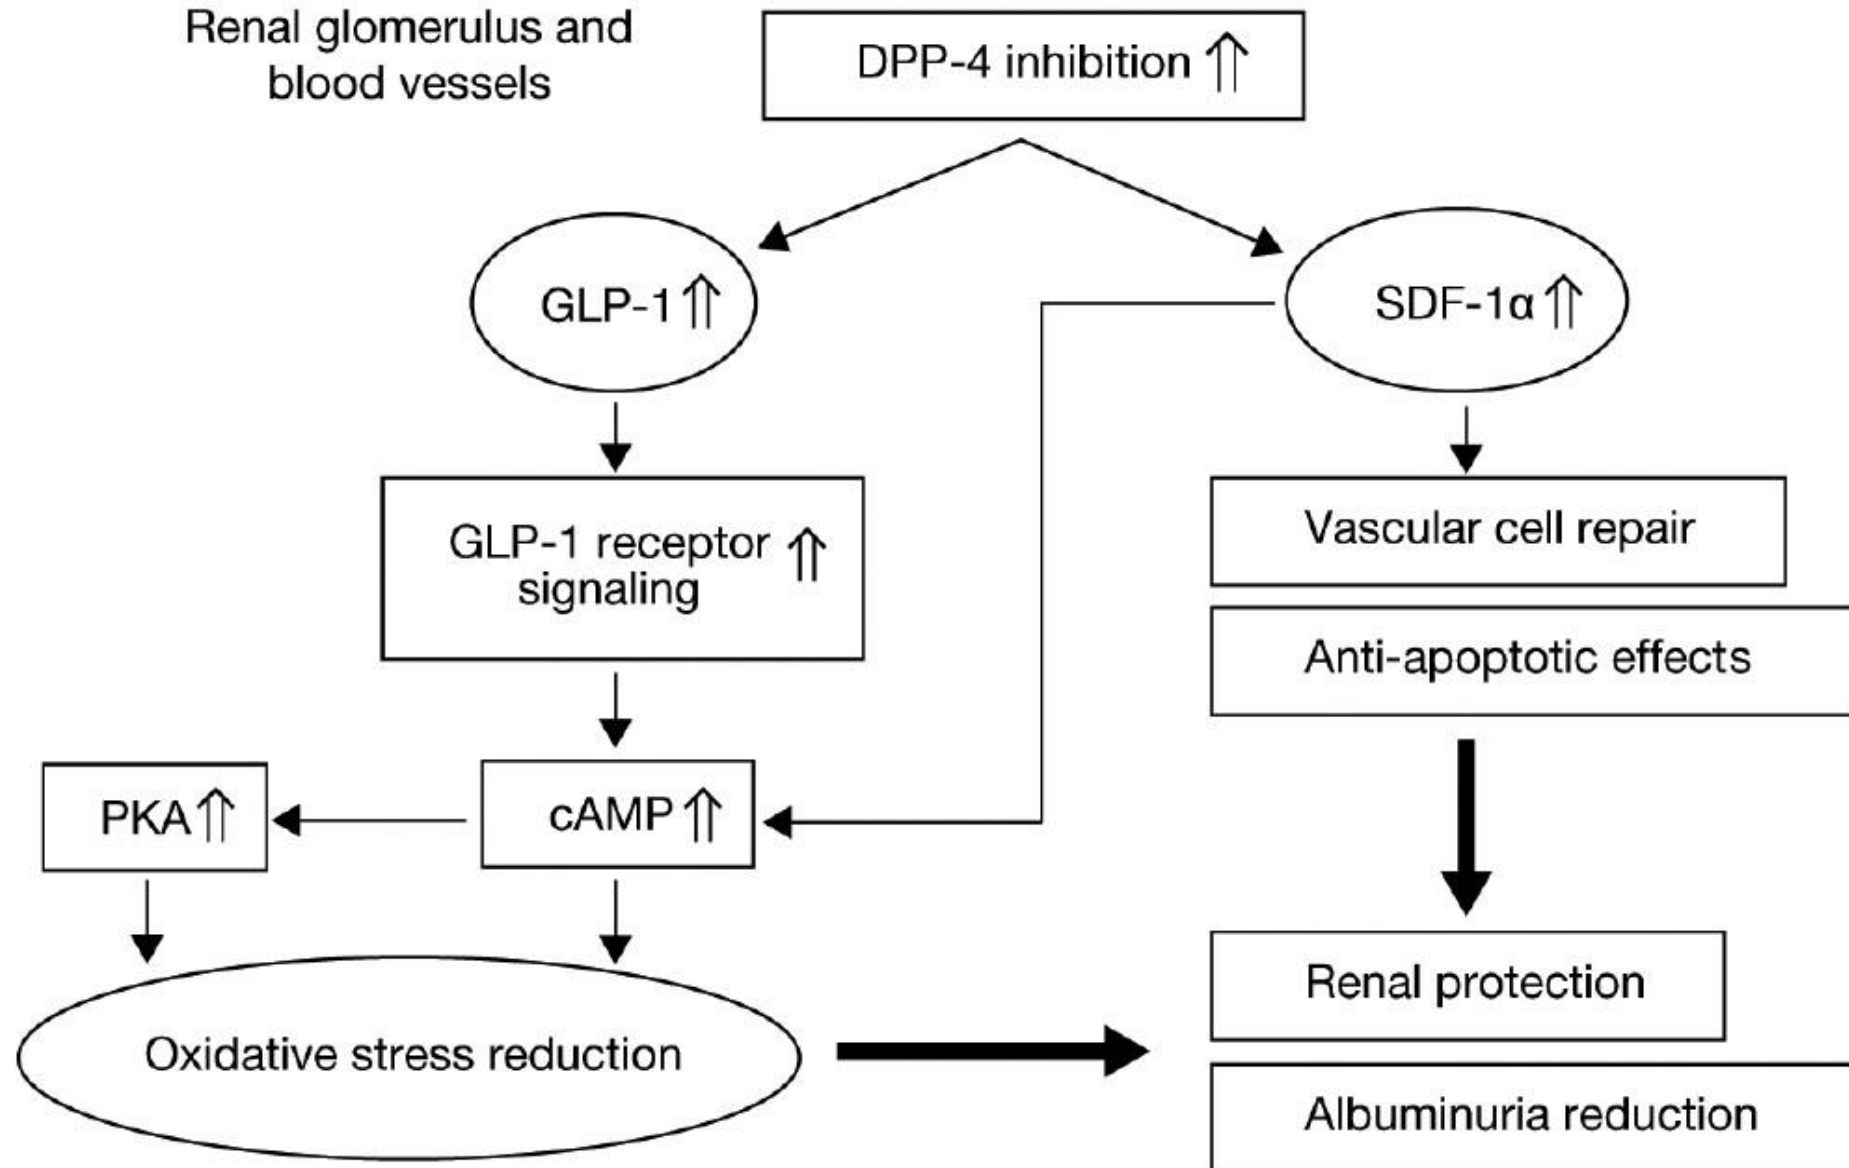 Renal glomerulus and
blood vessels
DPP-4 inhibition ⇑
GLP-1 ⇑
SDF-1α ⇑
GLP-1 receptor ⇑
signaling
Vascular cell repair
Anti-apoptotic effects
PKA ⇑
cAMP ⇑
Renal protection
Oxidative stress reduction
Albuminuria reduction